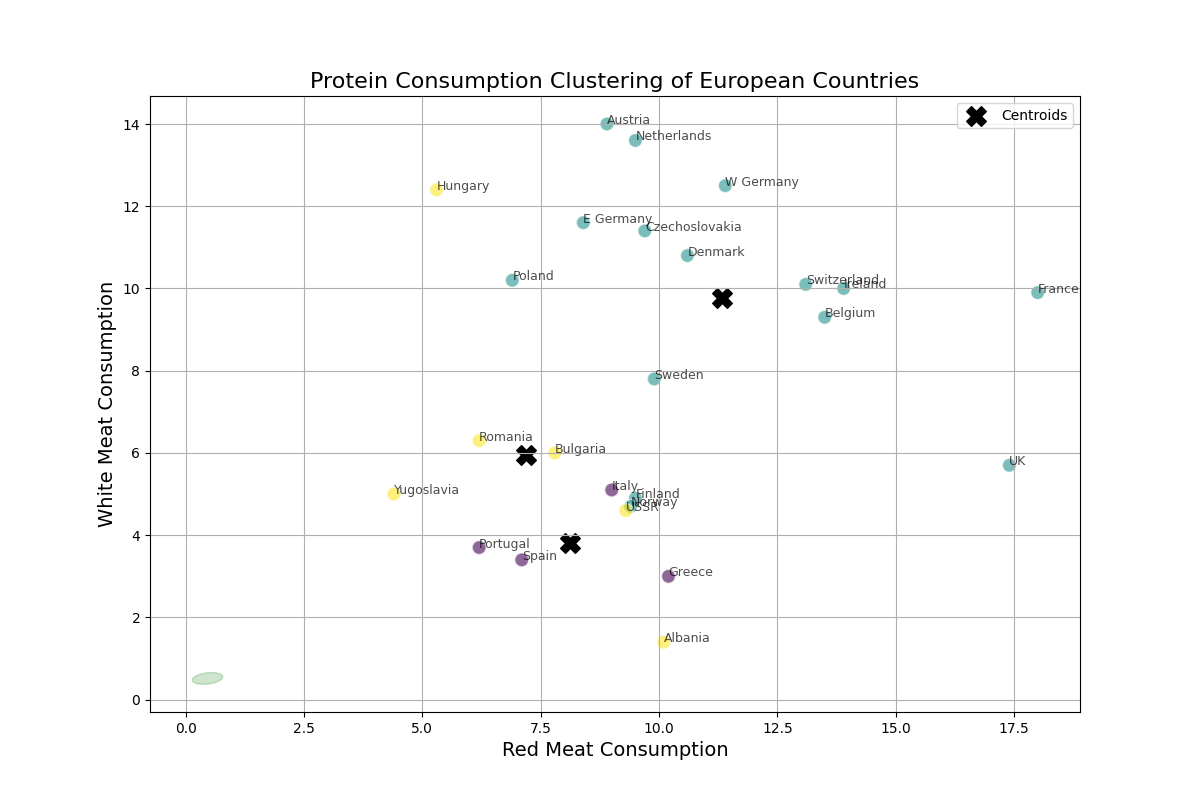 Protein Consumption Clustering of European Countries
Centroids
Austria
Netherlands
W Germany
Hungary
E Germany
Czechoslovakia
Denmark
Poland
Switzerland
Ireland
France
Belgium
Sweden
Romania
Bulgaria
UK
Yugoslavia
Italy
Finland
Norway
USSR
Portugal
Spain
Greece
Albania
14
12
10
8
6
4
2
0
White Meat Consumption
0.0 2.5 5.0 7.5 10.0 12.5 15.0 17.5
Red Meat Consumption